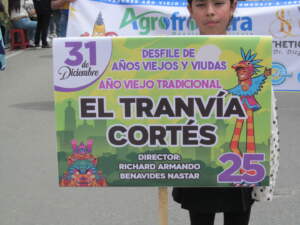 Agrofrontera
31
de
Diciembre
DESFILE DE
AÑOS VIEJOS Y VIUDAS
AÑO VIEJO TRADICIONAL
EL TRANVÍA
CORTÉS
DIRECTOR:
RICHARD ARMANDO
BENAVIDES NASTAR
25